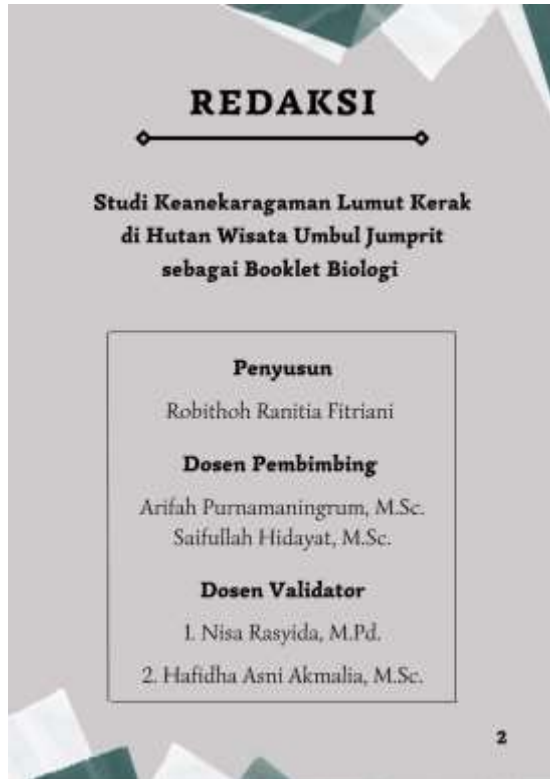 REDAKSI
Studi Keanekaragaman Lumut Kerak
di Hutan Wisata Umbul Jumprit
sebagai Booklet Biologi
Penyusun
Robithoh Ranitia Fitriani
Dosen Pembimbing
Arifah Purnamaningrum, M.Sc.
Saifullah Hidayat, M.Sc.
Dosen Validator
1. Nisa Rasyida, M.Pd.
2. Hafidha Asni Akmalia, M.Sc.
2